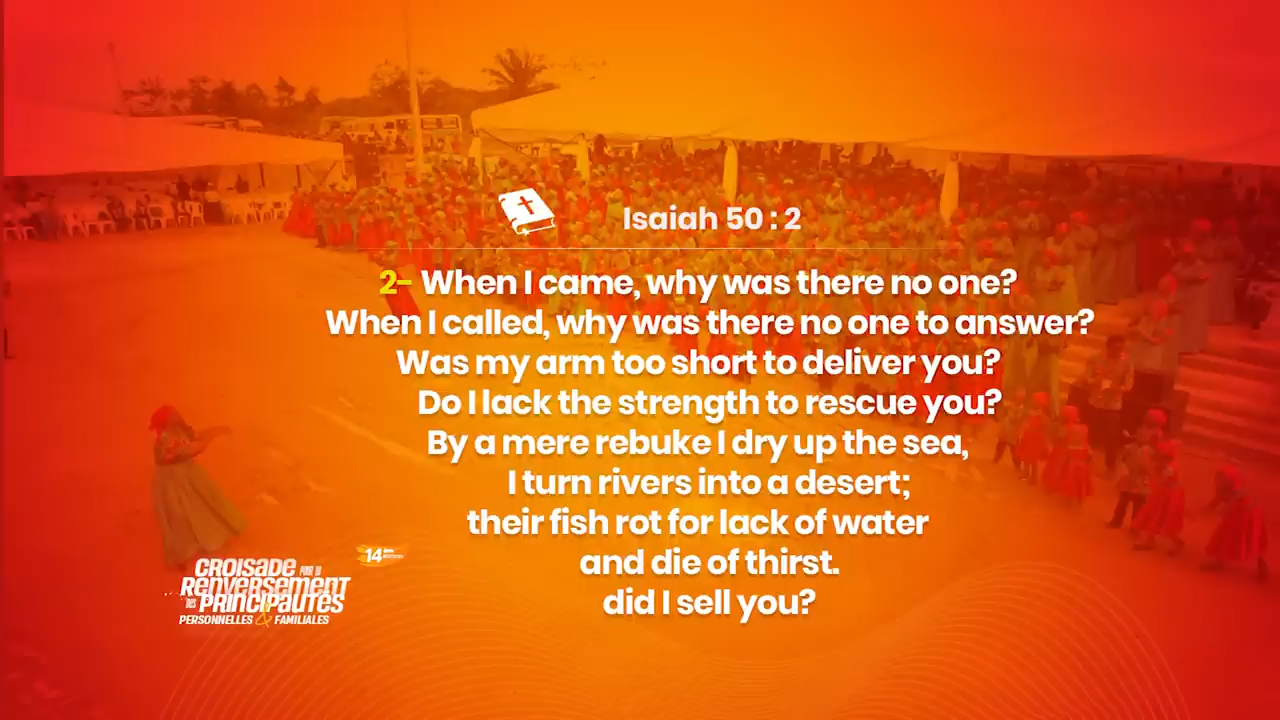 Isaiah 50 : 2
2- When I came, why was there no one?
When I called, why was there no one to answer?
Was my arm too short to deliver you?
Do I lack the strength to rescue you?
By a mere rebuke I dry up the sea,
I turn rivers into a desert;
their fish rot for lack of water
and die of thirst.
did I sell you?
14
CROISADE POUR LE
RENVERSEMENT
DES PRINCIPAUTÉS
PERSONNELLES & FAMILIALES